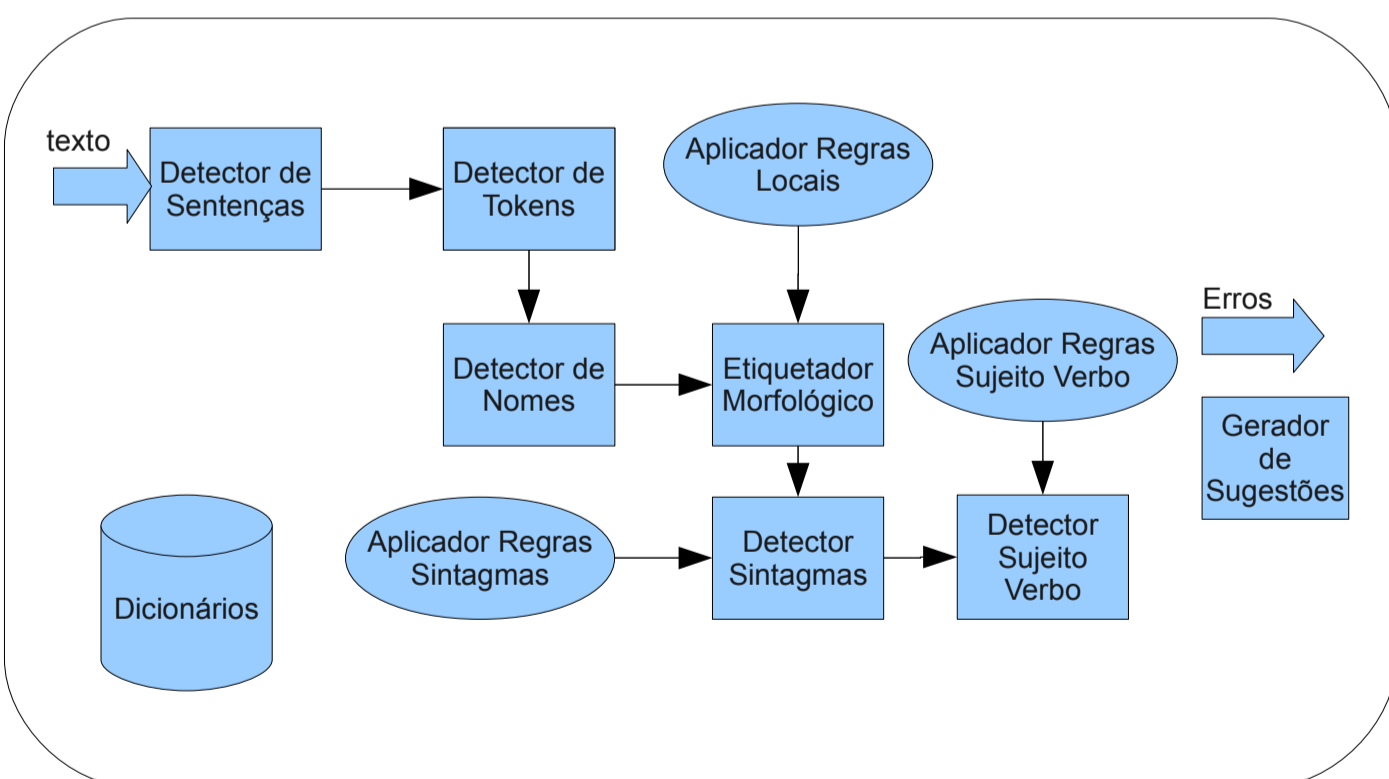 texto
Detector de
Sentenças
Detector de
Tokens
Aplicador Regras
Locais
Detector de
Nomes
Etiquetador
Morfológico
Aplicador Regras
Sujeito Verbo
Erros
Gerador
de
Sugestões
Dicionários
Aplicador Regras
Sintagmas
Detector
Sintagmas
Detector
Sujeito
Verbo